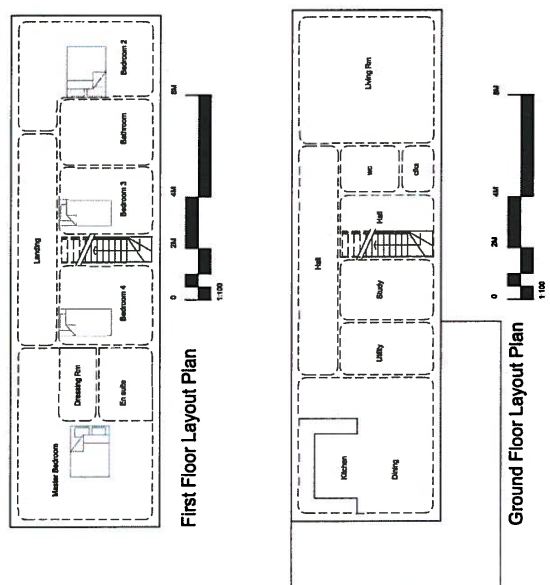 Master Bedroom
Dressing Rm
En suite
Bedroom 4
Landing
Bedroom 3
Bathroom
Bedroom 2
0
2M
4M
8M
1:100
First Floor Layout Plan
Kitchen
Dining
Utility
Study
Hall
Hall
wc
clks
Living Rm
0
2M
4M
8M
1:100
Ground Floor Layout Plan